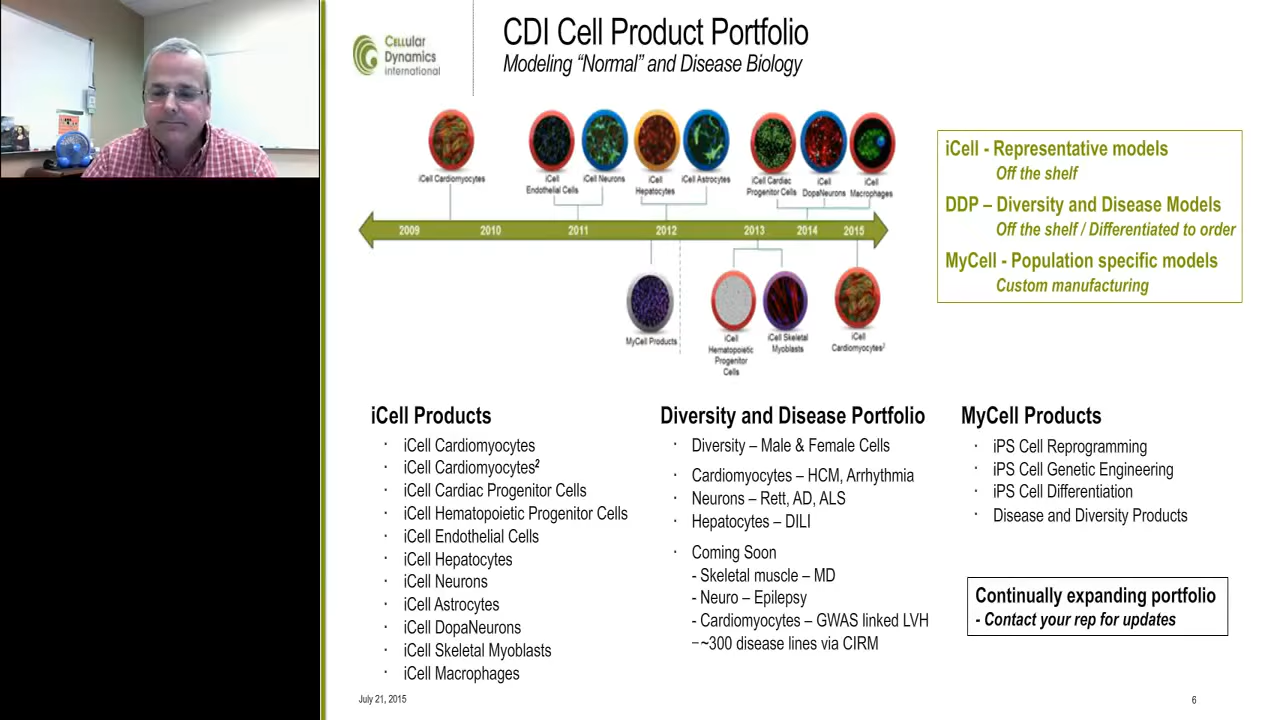 Cellular
Dynamics
international
CDI Cell Product Portfolio
Modeling “Normal” and Disease Biology
iCell Cardiomyocytes
iCell
Endothelial Cells
iCell Neurons
iCell
Hepatocytes
iCell Astrocytes
iCell Cardiac
Progenitor Cells
iCell
DopaNeurons
iCell
Macrophages
2009 2010 2011 2012 2013 2014 2015
MyCell Products
iCell
Hematopoietic
Progenitor
Cells
iCell Skeletal
Myoblasts
iCell
Cardiomyocytes²
iCell - Representative models
Off the shelf
DDP – Diversity and Disease Models
Off the shelf / Differentiated to order
MyCell - Population specific models
Custom manufacturing
iCell Products
· iCell Cardiomyocytes
· iCell Cardiomyocytes²
· iCell Cardiac Progenitor Cells
· iCell Hematopoietic Progenitor Cells
· iCell Endothelial Cells
· iCell Hepatocytes
· iCell Neurons
· iCell Astrocytes
· iCell DopaNeurons
· iCell Skeletal Myoblasts
· iCell Macrophages
Diversity and Disease Portfolio
· Diversity – Male & Female Cells
· Cardiomyocytes – HCM, Arrhythmia
· Neurons – Rett, AD, ALS
· Hepatocytes – DILI
· Coming Soon
- Skeletal muscle – MD
- Neuro – Epilepsy
- Cardiomyocytes – GWAS linked LVH
–~300 disease lines via CIRM
MyCell Products
· iPS Cell Reprogramming
· iPS Cell Genetic Engineering
· iPS Cell Differentiation
· Disease and Diversity Products
Continually expanding portfolio
- Contact your rep for updates
July 21, 2015
6